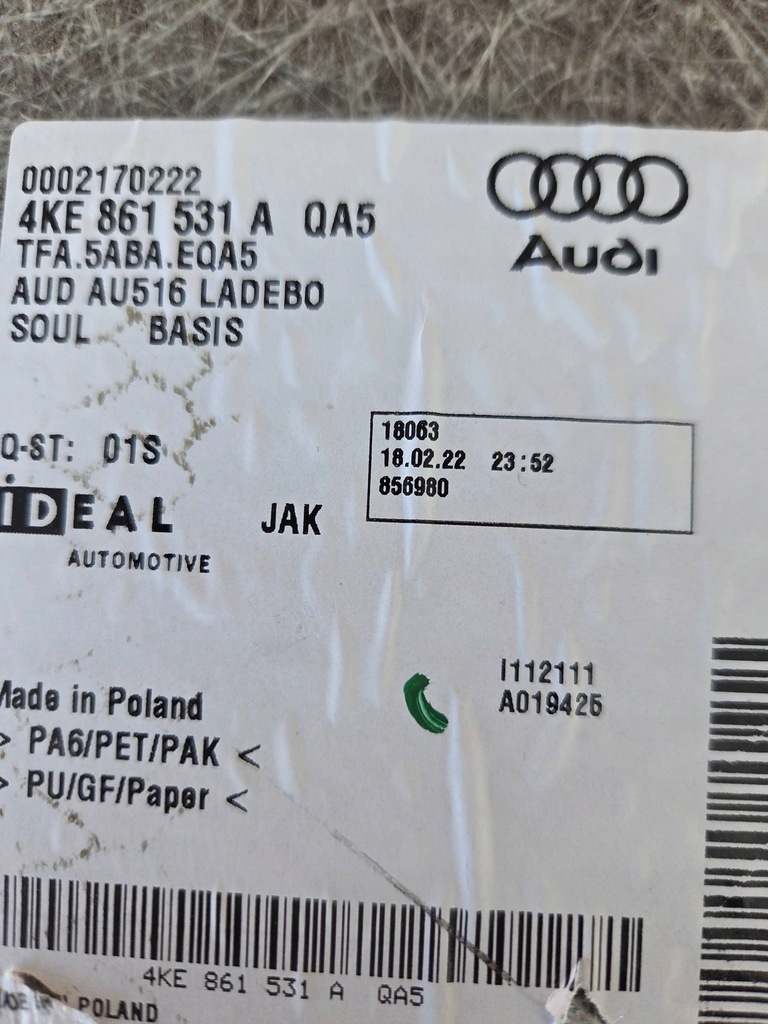 0002170222
4KE 861 531 A QA5
TFA.5ABA.EQA5
AUD AU516 LADEBO
SOUL BASIS
Audi
Q-ST: 01S
18063
18.02.22 23:52
856980
iDEAL
AUTOMOTIVE
JAK
I112111
A019426
Made in Poland
> PA6/PET/PAK <
> PU/GF/Paper <
4KE 861 531 A QA5
POLAND